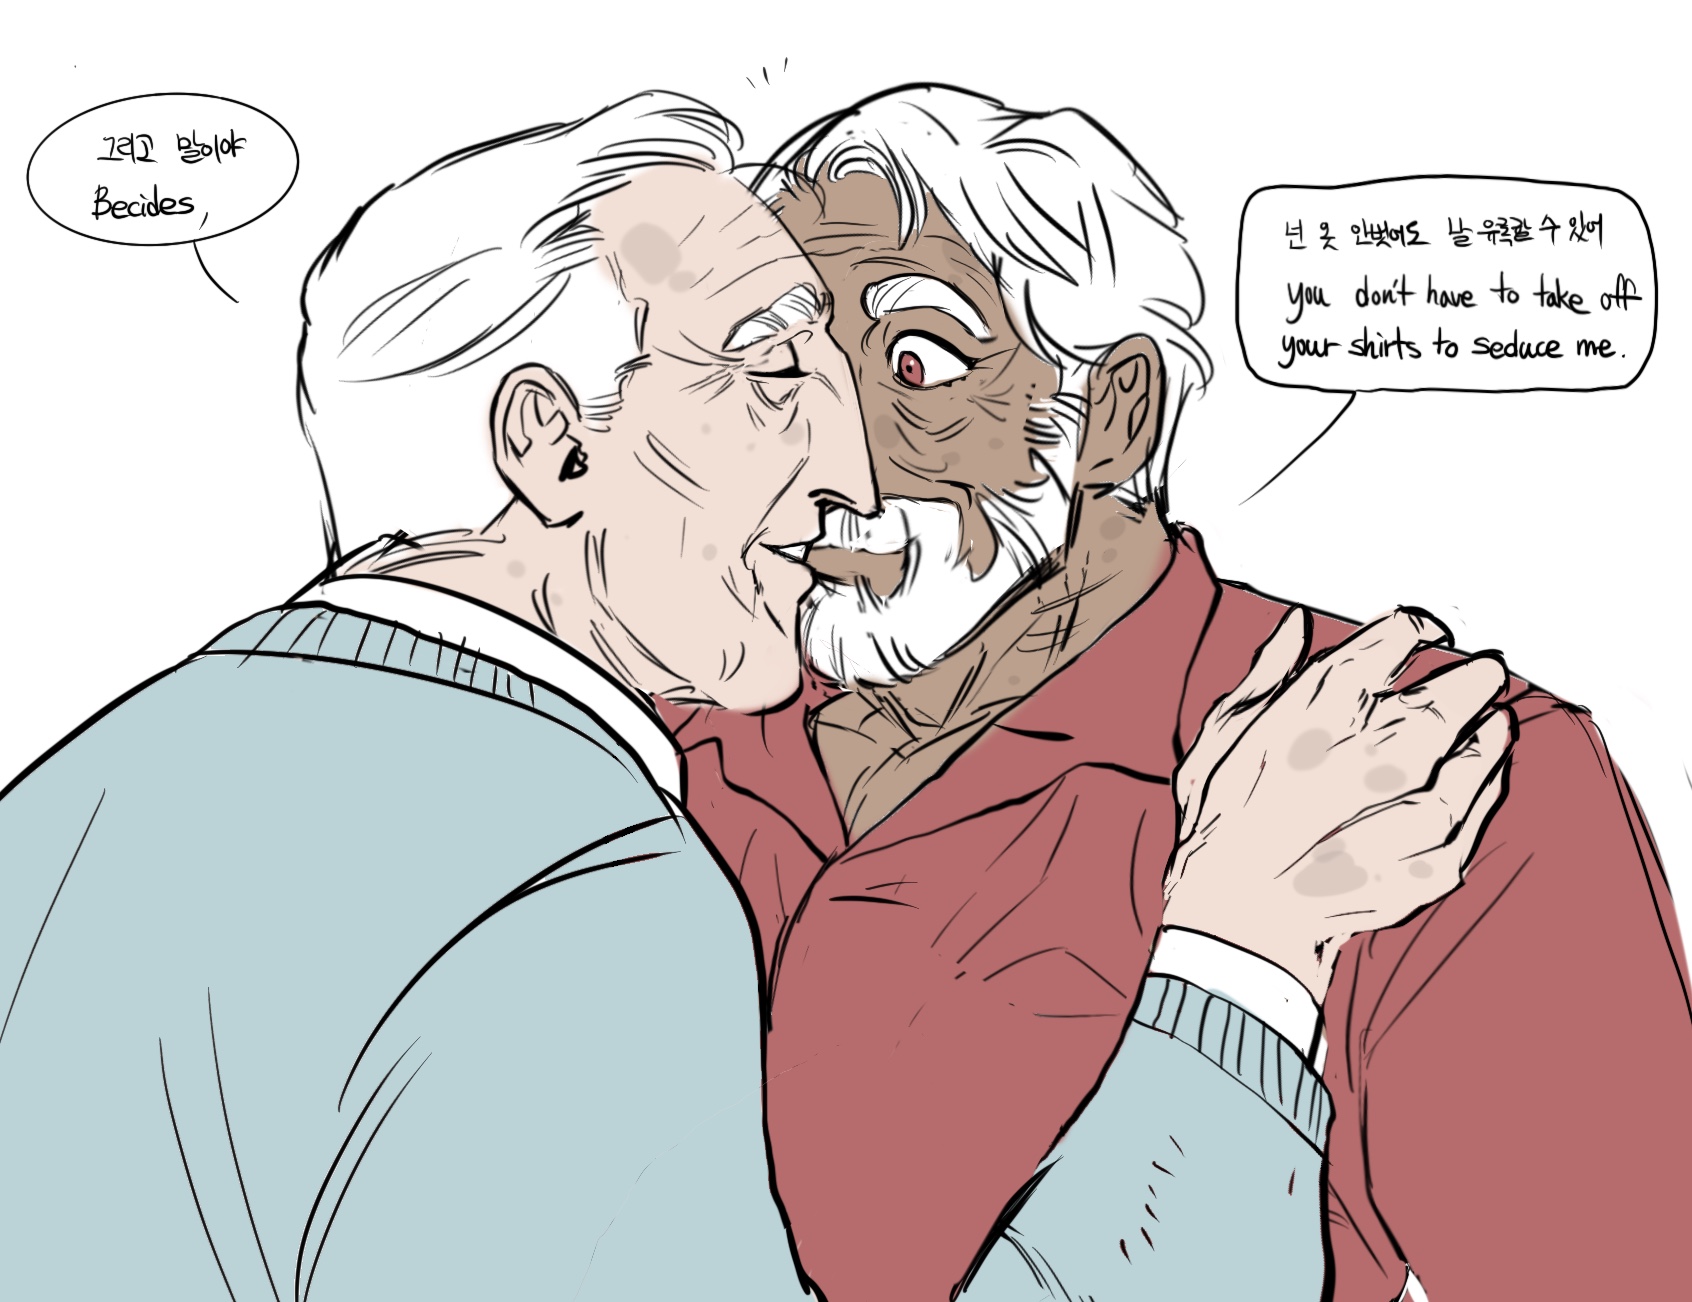 그리고 말이야
Becides,
넌 옷 안벗어도 날 유혹할 수 있어
you don't have to take off
your shirts to seduce me.